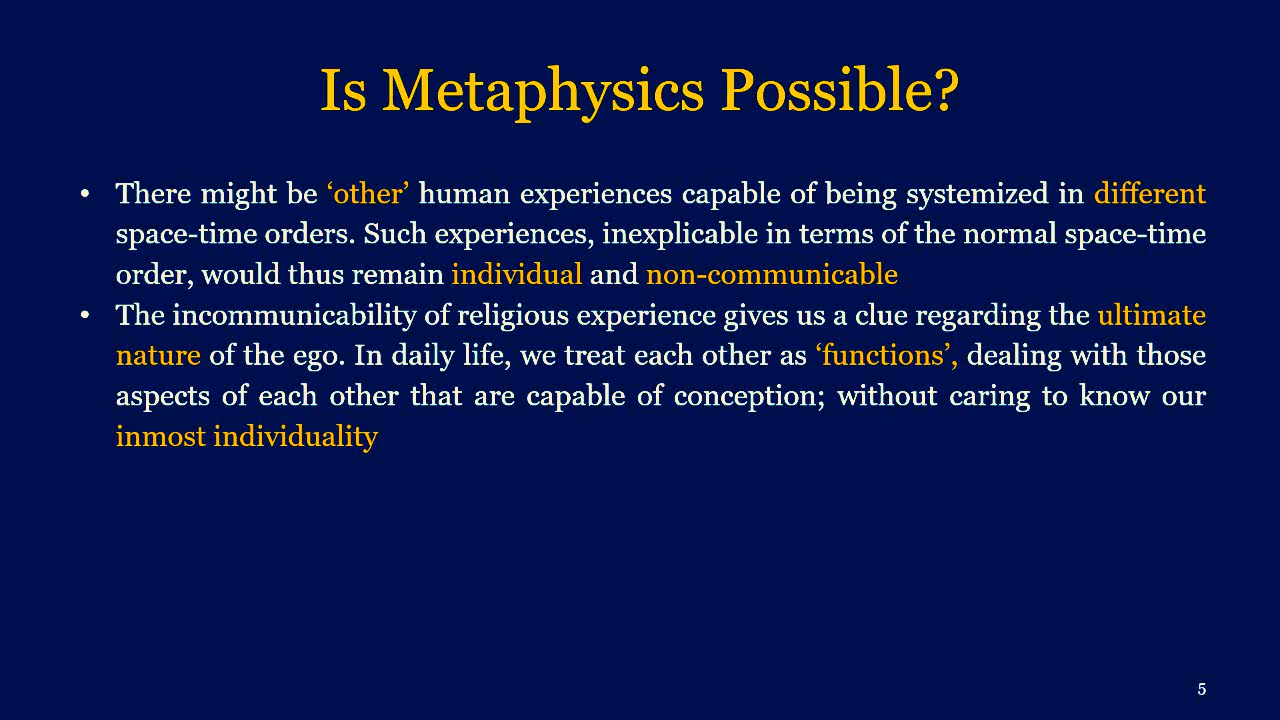 Is Metaphysics Possible?
• There might be ‘other’ human experiences capable of being systemized in different
space-time orders. Such experiences, inexplicable in terms of the normal space-time
order, would thus remain individual and non-communicable
• The incommunicability of religious experience gives us a clue regarding the ultimate
nature of the ego. In daily life, we treat each other as ‘functions’, dealing with those
aspects of each other that are capable of conception; without caring to know our
inmost individuality
5